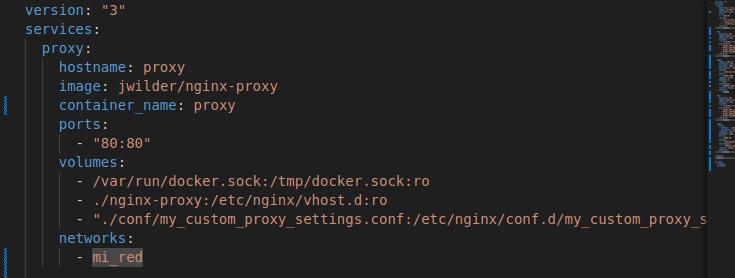 version: "3"
services:
  proxy:
    hostname: proxy
    image: jwilder/nginx-proxy
    container_name: proxy
    ports:
      - "80:80"
    volumes:
      - /var/run/docker.sock:/tmp/docker.sock:ro
      - ./nginx-proxy:/etc/nginx/vhost.d:ro
      - "./conf/my_custom_proxy_settings.conf:/etc/nginx/conf.d/my_custom_proxy_s
    networks:
      - mi_red